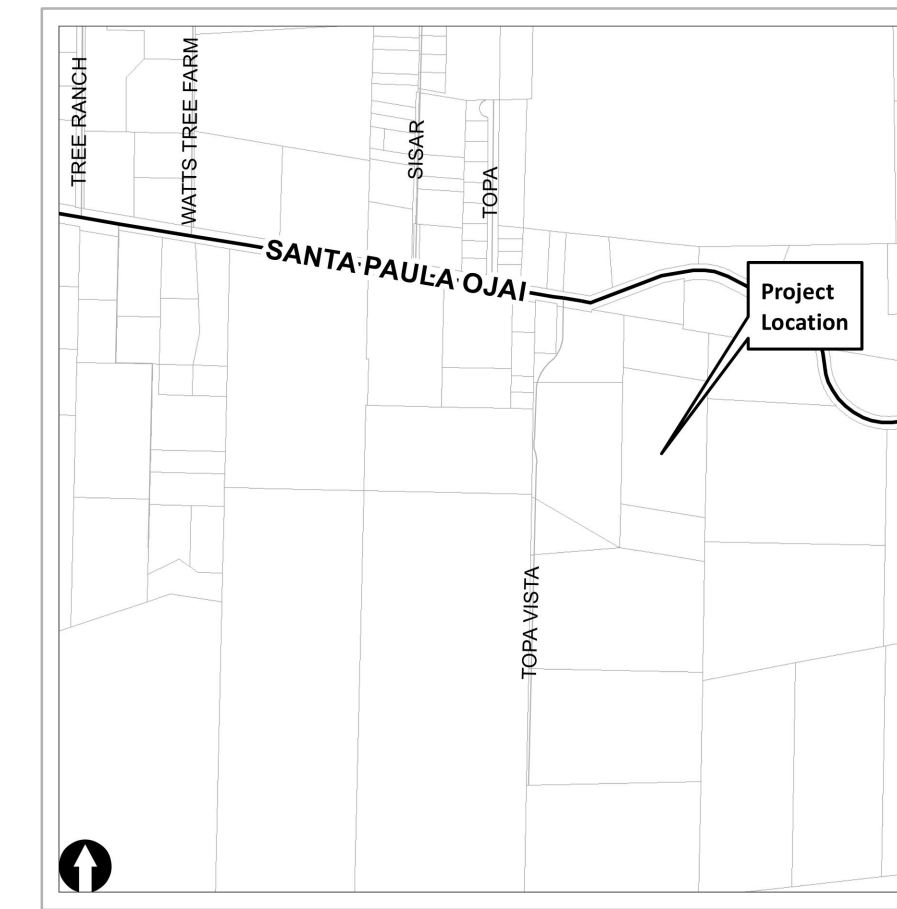 TREE RANCH
WATTS TREE FARM
SISAR
TOPA
SANTA PAULA OJAI
Project
Location
TOPA VISTA